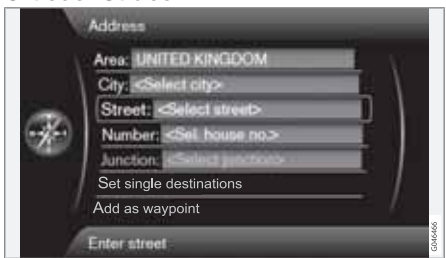 Address
Area: UNITED KINGDOM
City: <Select city>
Street: <Select street>
Number: <Sel. house no.>
Junction: <Select junction>
Set single destinations
Add as waypoint
Enter street
G046466